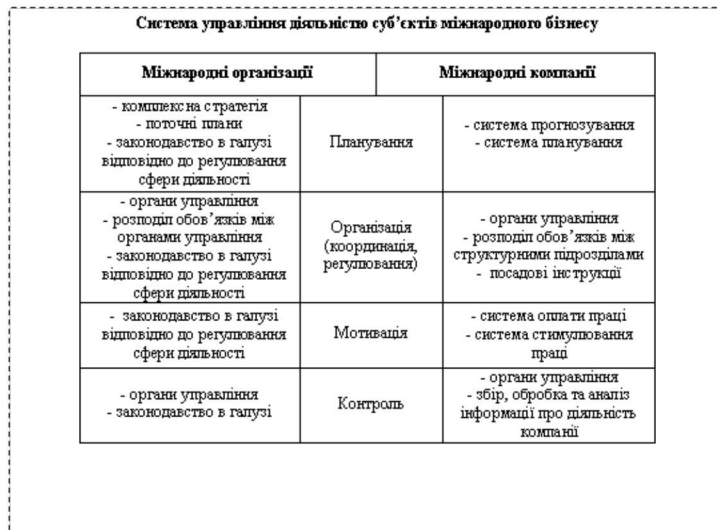 Система управління діяльністю суб’єктів міжнародного бізнесу
Міжнародні організації
Міжнародні компанії
- комплексна стратегія
- поточні плани
- законодавство в галузі
відповідно до регулювання
сфери діяльності
Планування
- система прогнозування
- система планування
- органи управління
- розподіл обов’язків між
органами управління
- законодавство в галузі
відповідно до регулювання
сфери діяльності
Організація
(координація,
регулювання)
- органи управління
- розподіл обов’язків між
структурними підрозділами
- посадові інструкції
- законодавство в галузі
відповідно до регулювання
сфери діяльності
Мотивація
- система оплати праці
- система стимулювання
праці
- органи управління
- законодавство в галузі
Контроль
- органи управління
- збір, обробка та аналіз
інформації про діяльність
компанії